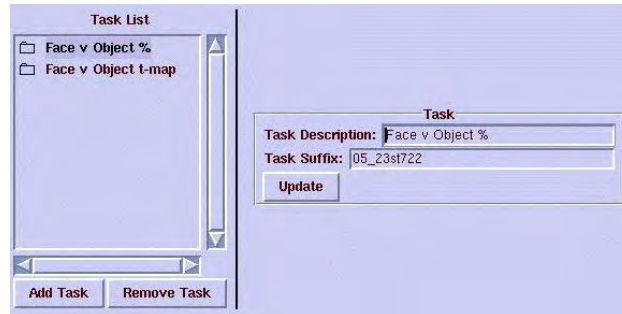 Task List
Face v Object %
Face v Object t-map
Add Task
Remove Task
Task
Task Description: Face v Object %
Task Suffix: 05_23st722
Update